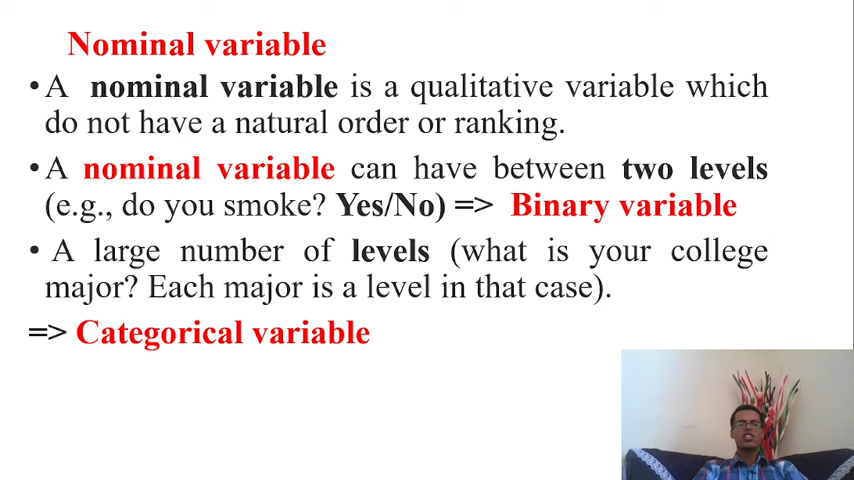 Nominal variable
•A nominal variable is a qualitative variable which
do not have a natural order or ranking.
•A nominal variable can have between two levels
(e.g., do you smoke? Yes/No) => Binary variable
• A large number of levels (what is your college
major? Each major is a level in that case).
=> Categorical variable